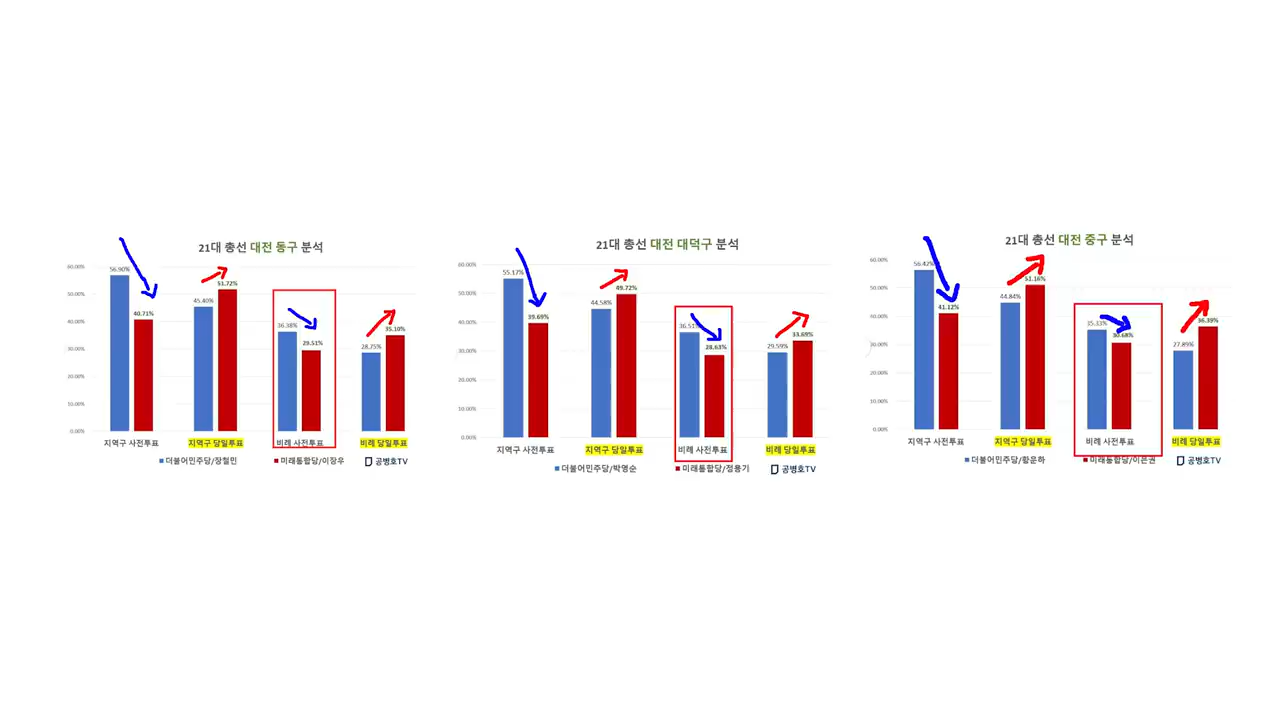 21대 총선 대전 동구 분석
60.00%
50.00%
40.00%
30.00%
20.00%
10.00%
0.00%
56.90%
40.71%
45.40%
51.72%
36.38%
29.51%
28.75%
35.10%
지역구 사전투표
지역구 당일투표
비례 사전투표
비례 당일투표
더불어민주당/장철민
미래통합당/이장우
공병호TV
21대 총선 대전 대덕구 분석
60.00%
50.00%
40.00%
30.00%
20.00%
10.00%
0.00%
55.17%
39.69%
44.58%
49.72%
36.51%
28.63%
29.59%
33.69%
지역구 사전투표
지역구 당일투표
비례 사전투표
비례 당일투표
더불어민주당/박영순
미래통합당/정용기
공병호TV
21대 총선 대전 중구 분석
60.00%
50.00%
40.00%
30.00%
20.00%
10.00%
0.00%
56.42%
41.12%
44.84%
51.16%
35.33%
30.68%
27.89%
36.39%
지역구 사전투표
지역구 당일투표
비례 사전투표
비례 당일투표
더불어민주당/황운하
미래통합당/이은권
공병호TV